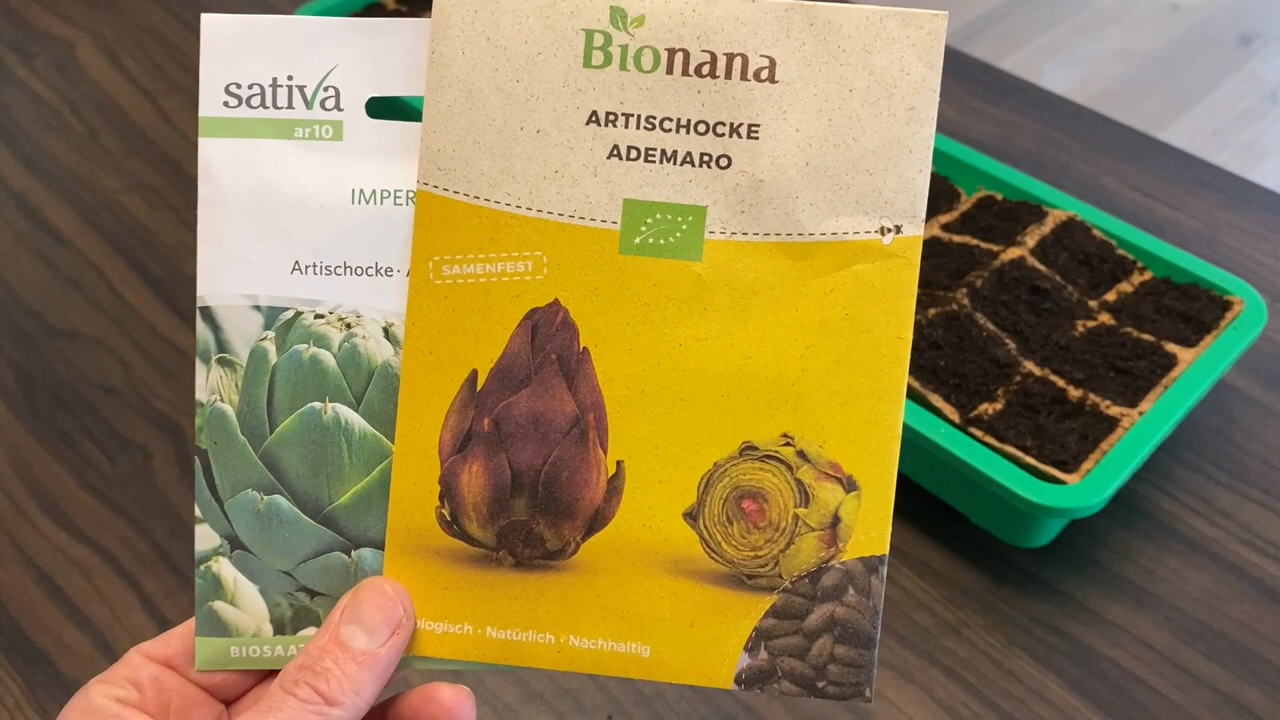 sativa
ar10
IMPER
Artischocke ·
BIOSAA
Bionana
ARTISCHOCKE
ADEMARO
SAMENFEST
ologisch · Natürlich · Nachhaltig